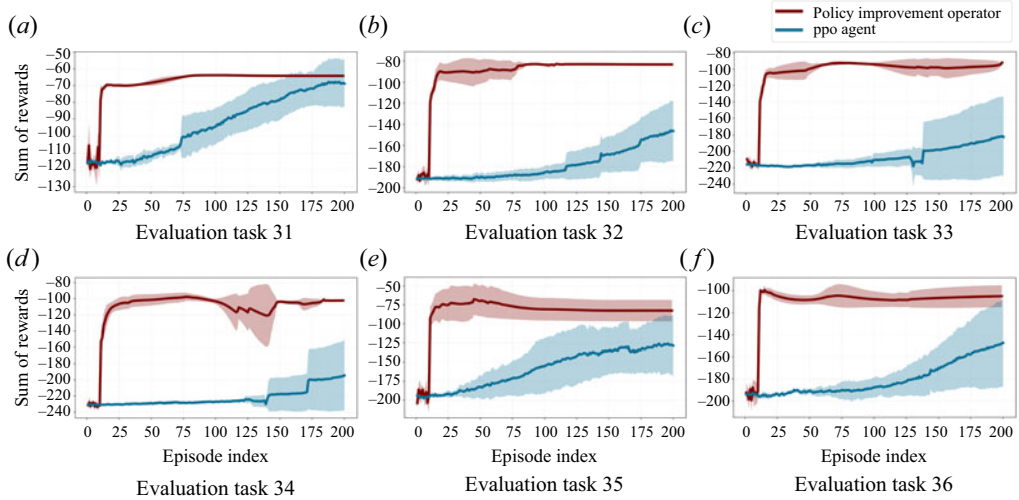 Policy improvement operator
ppo agent
(a)
(b)
(c)
Sum of rewards
−50
−60
−70
−80
−90
−100
−110
−120
−130
0 25 50 75 100 125 150 175 200
Evaluation task 31
−80
−100
−120
−140
−160
−180
−200
0 25 50 75 100 125 150 175 200
Evaluation task 32
−80
−100
−120
−140
−160
−180
−200
−220
−240
0 25 50 75 100 125 150 175 200
Evaluation task 33
(d)
(e)
(f)
Sum of rewards
−80
−100
−120
−140
−160
−180
−200
−220
−240
0 25 50 75 100 125 150 175 200
Episode index
Evaluation task 34
−50
−75
−100
−125
−150
−175
−200
0 25 50 75 100 125 150 175 200
Episode index
Evaluation task 35
−100
−120
−140
−160
−180
−200
0 25 50 75 100 125 150 175 200
Episode index
Evaluation task 36